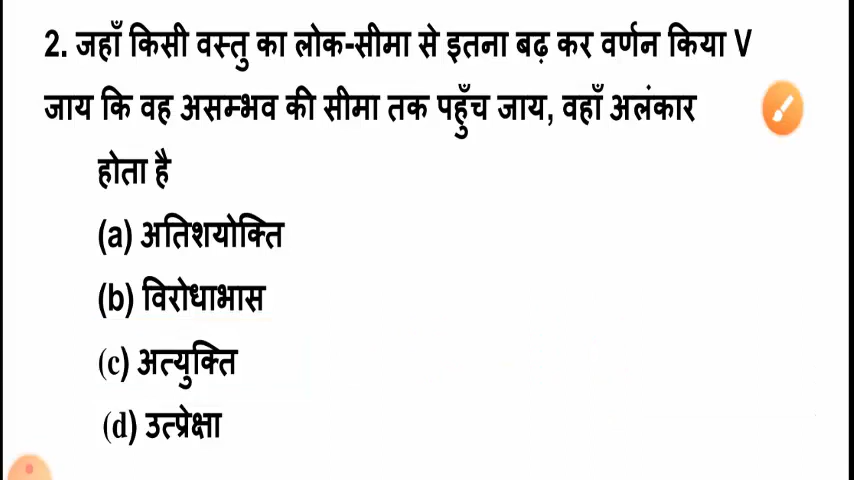 2. जहाँ किसी वस्तु का लोक-सीमा से इतना बढ़ कर वर्णन किया V
जाय कि वह असम्भव की सीमा तक पहुँच जाय, वहाँ अलंकार
होता है
(a) अतिशयोक्ति
(b) विरोधाभास
(c) अत्युक्ति
(d) उत्प्रेक्षा